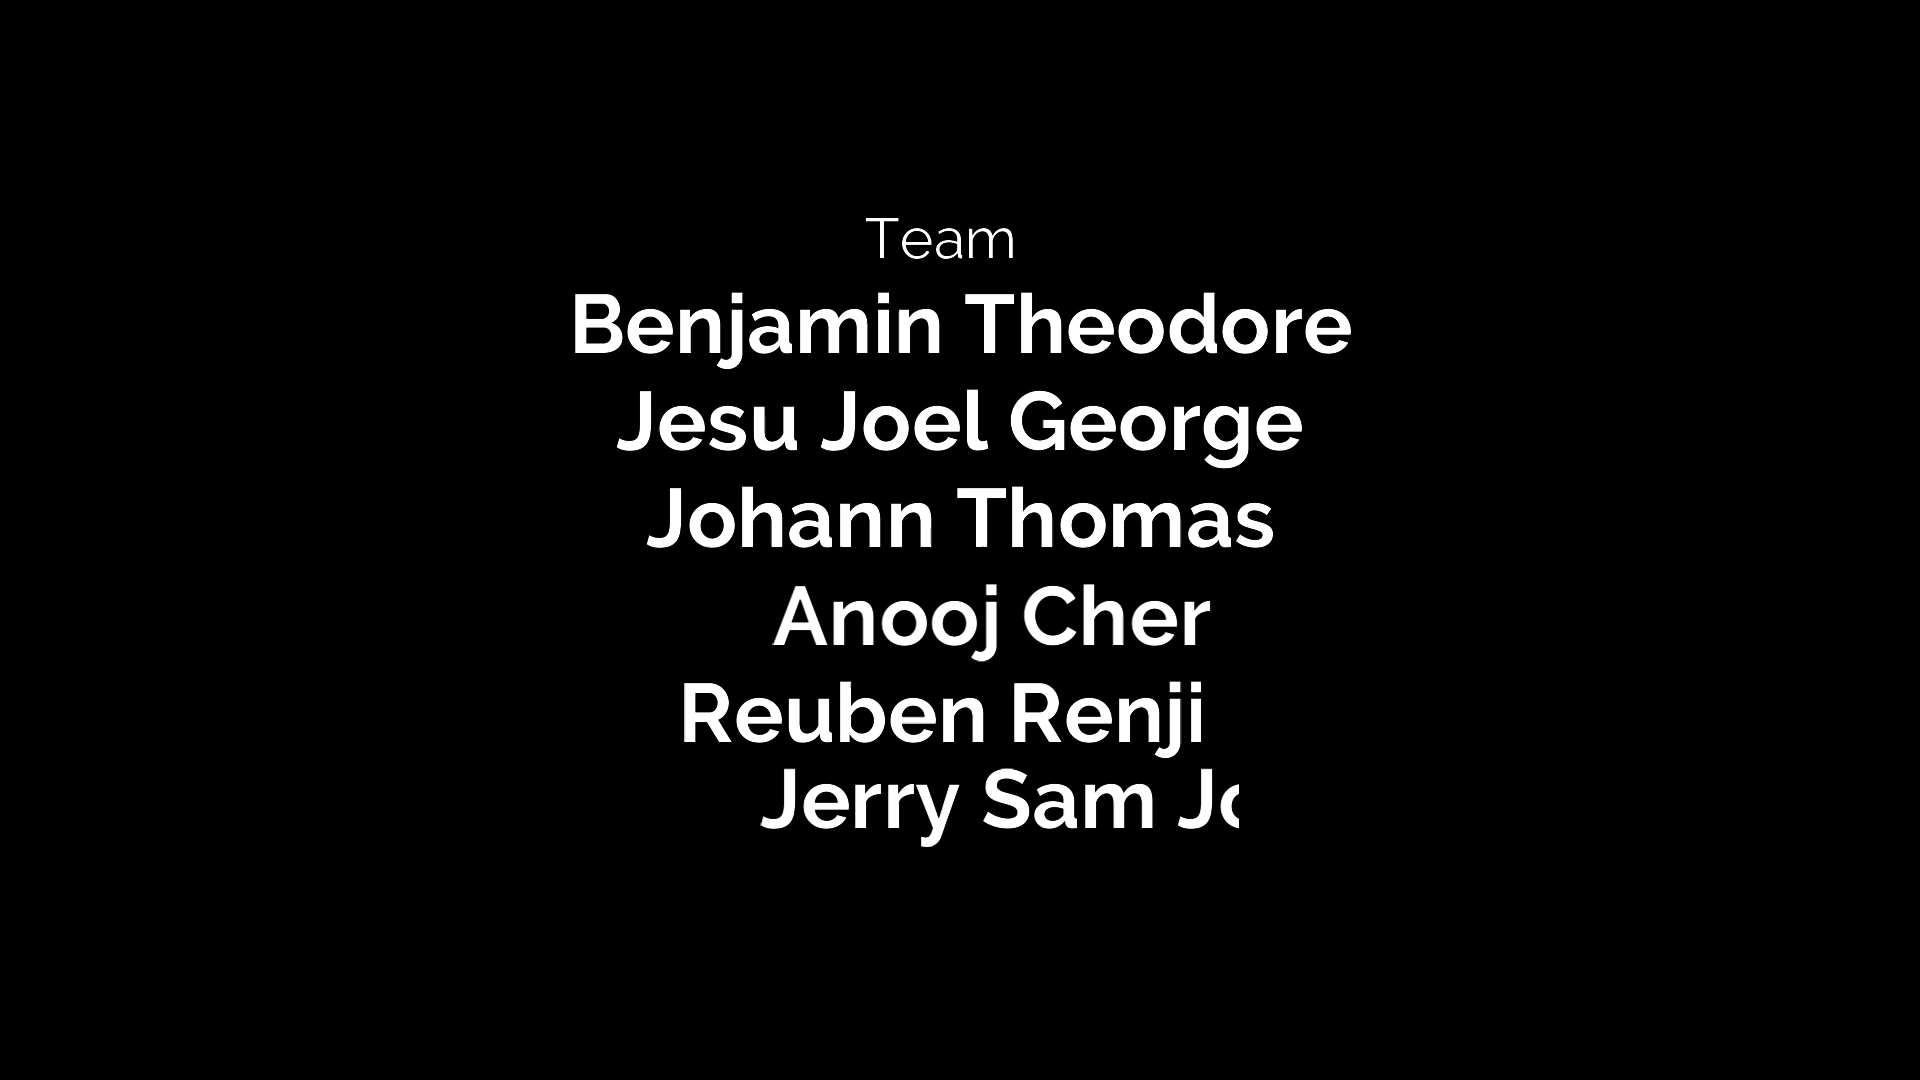 Team
Benjamin Theodore
Jesu Joel George
Johann Thomas
Anooj Cher
Reuben Renji
Jerry Sam